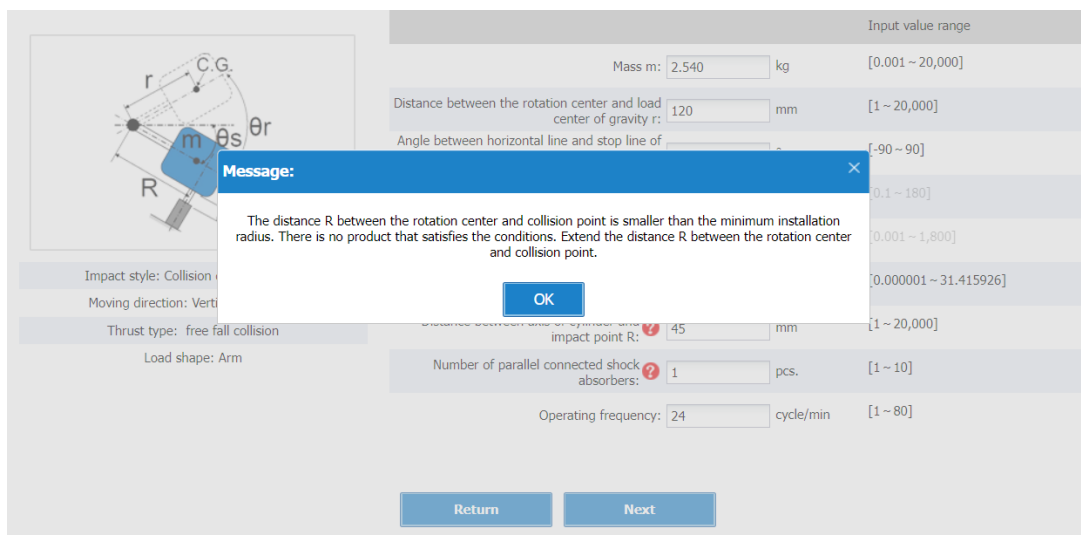 Input value range
C.G.
r
θr
θs
m
R
Mass m: 2.540 kg [0.001 ~ 20,000]
Distance between the rotation center and load
center of gravity r: 120 mm [1 ~ 20,000]
Angle between horizontal line and stop line of
[-90 ~ 90]
Message:
×
[0.1 ~ 180]
The distance R between the rotation center and collision point is smaller than the minimum installation
radius. There is no product that satisfies the conditions. Extend the distance R between the rotation center
and collision point.
[0.001 ~ 1,800]
OK
Impact style: Collision
[0.000001 ~ 31.415926]
Moving direction: Verti
Thrust type: free fall collision
Distance between axis of cylinder and
impact point R: ? 45 mm [1 ~ 20,000]
Load shape: Arm
Number of parallel connected shock
absorbers: ? 1 pcs. [1 ~ 10]
Operating frequency: 24 cycle/min [1 ~ 80]
Return Next